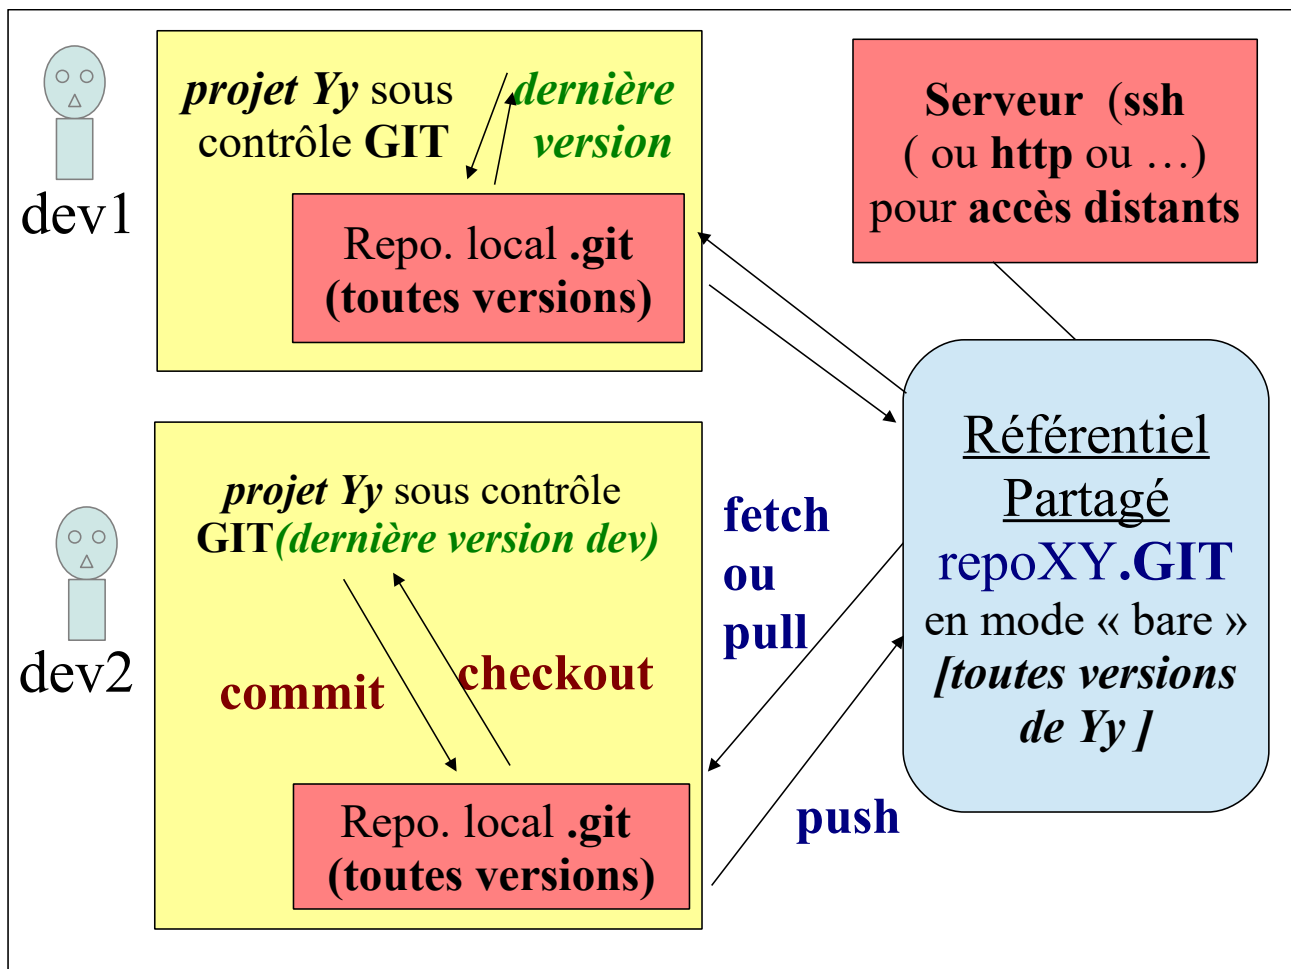 projet Yy sous
contrôle GIT
dernière
version
dev1
Repo. local .git
(toutes versions)
Serveur (ssh
( ou http ou …)
pour accès distants
projet Yy sous contrôle
GIT(dernière version dev)
dev2
commit
checkout
Repo. local .git
(toutes versions)
fetch
ou
pull
push
Référentiel
Partagé
repoXY.GIT
en mode « bare »
[toutes versions
de Yy ]